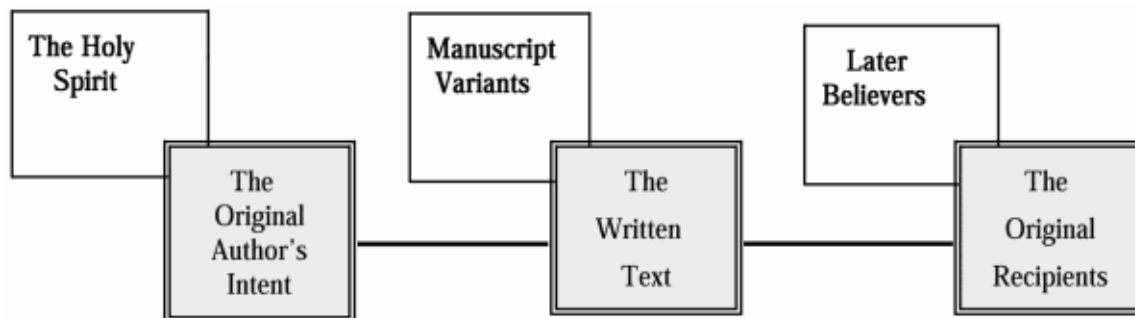 The Holy
Spirit
Manuscript
Variants
Later
Believers
The
Original
Author's
Intent
The
Written
Text
The
Original
Recipients